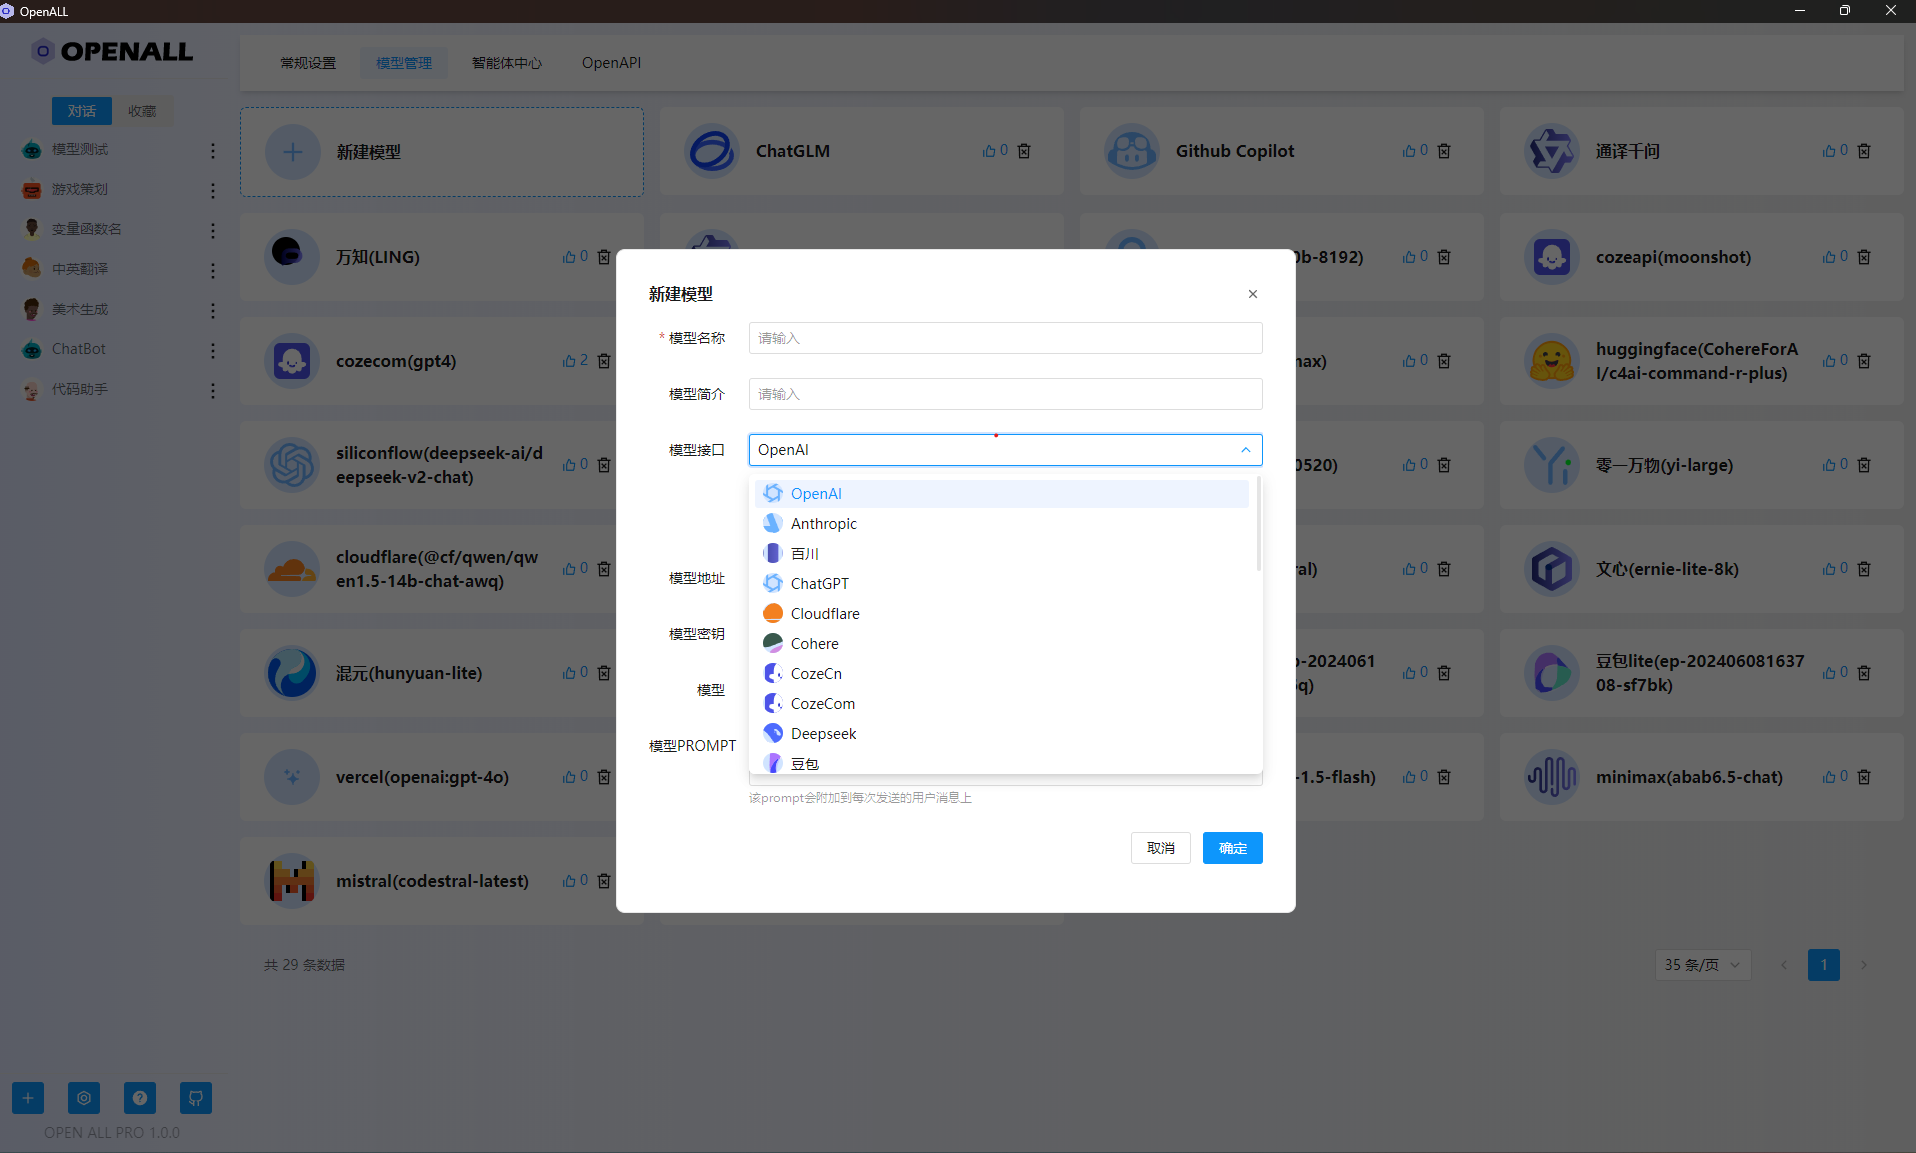 OpenALL
OPENALL
常规设置
模型管理
智能体中心
OpenAPI
对话
收藏
模型测试
游戏策划
变量函数名
中英翻译
美术生成
ChatBot
代码助手
新建模型
ChatGLM
0
Github Copilot
0
通译千问
0
万知(LING)
0
0b-8192)
0
cozeapi(moonshot)
0
cozecom(gpt4)
2
nax)
0
huggingface(CohereForA
I/c4ai-command-r-plus)
0
siliconflow(deepseek-ai/d
eepseek-v2-chat)
0
0520)
0
零一万物(yi-large)
0
cloudflare(@cf/qwen/qw
en1.5-14b-chat-awq)
0
ral)
0
文心(ernie-lite-8k)
0
混元(hunyuan-lite)
0
-2024061
q)
0
豆包lite(ep-202406081637
08-sf7bk)
0
vercel(openai:gpt-4o)
0
-1.5-flash)
0
minimax(abab6.5-chat)
0
mistral(codestral-latest)
0
新建模型
* 模型名称
请输入
模型简介
请输入
模型接口
OpenAI
OpenAI
Anthropic
百川
ChatGPT
Cloudflare
Cohere
CozeCn
CozeCom
Deepseek
豆包
模型地址
模型密钥
模型
模型PROMPT
该prompt会附加到每次发送的用户消息上
取消
确定
共 29 条数据
35 条/页
1
OPEN ALL PRO 1.0.0